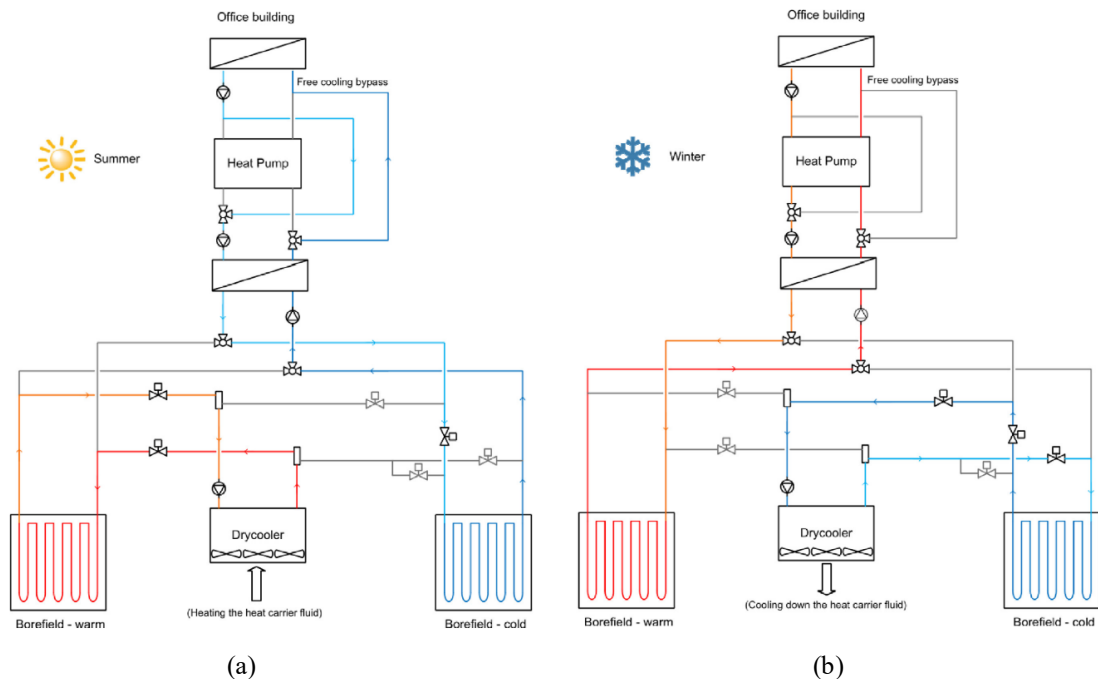 Office building
Free cooling bypass
Summer
Heat Pump
Drycooler
(Heating the heat carrier fluid)
Borefield - warm
Borefield - cold
(a)
Office building
Free cooling bypass
Winter
Heat Pump
Drycooler
(Cooling down the heat carrier fluid)
Borefield - warm
Borefield - cold
(b)